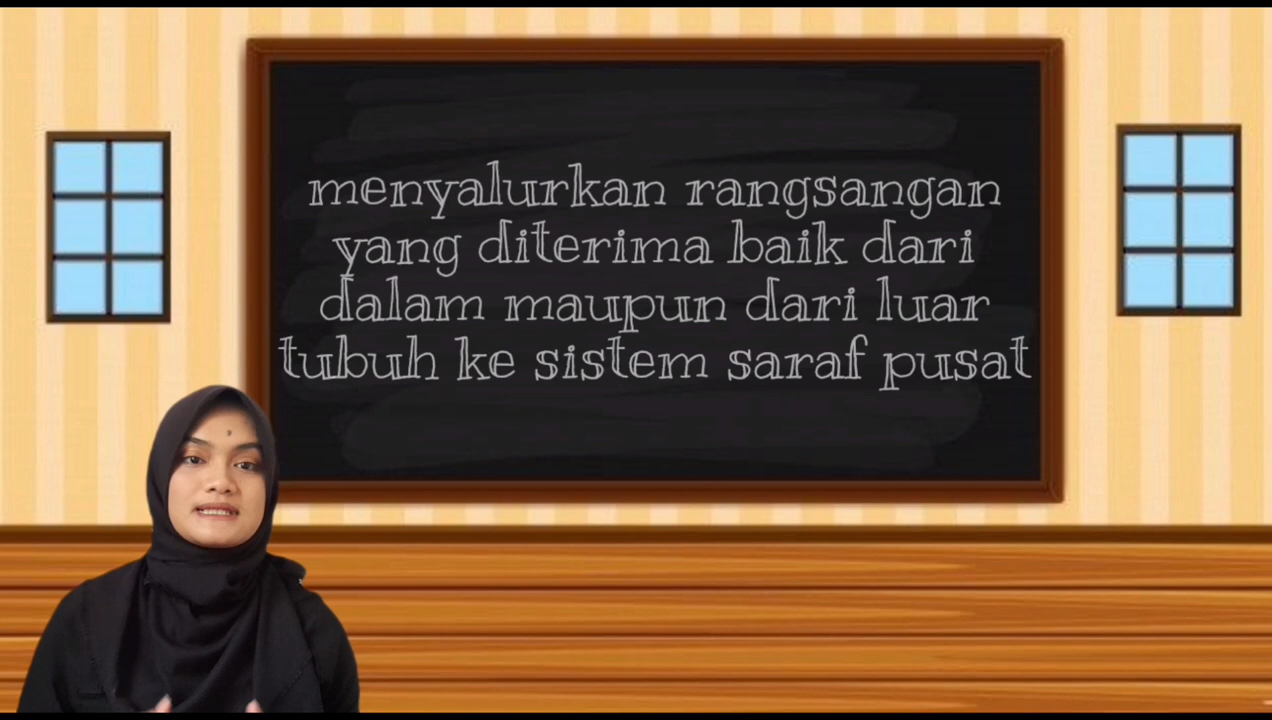 menyalurkan rangsangan
yang diterima baik dari
dalam maupun dari luar
tubuh ke sistem saraf pusat